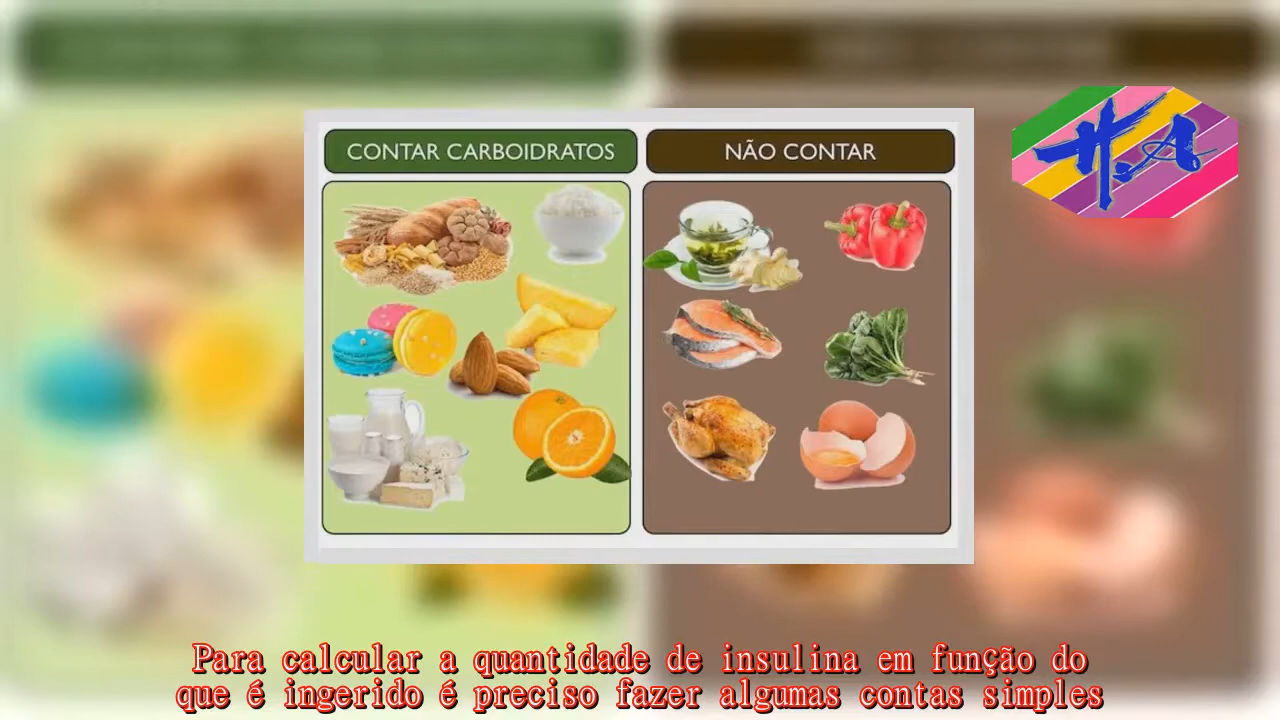 CONTAR CARBOIDRATOS
NÃO CONTAR
H.A
Para calcular a quantidade de insulina em função do
que é ingerido é preciso fazer algumas contas simples